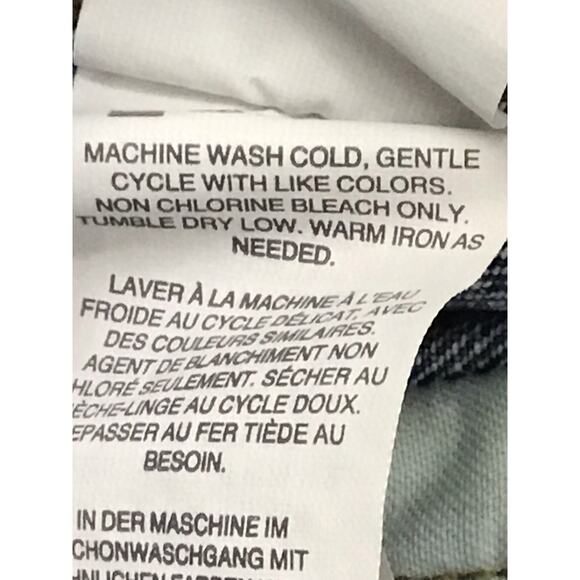 MACHINE WASH COLD, GENTLE
CYCLE WITH LIKE COLORS.
NON CHLORINE BLEACH ONLY.
TUMBLE DRY LOW. WARM IRON AS
NEEDED.
LAVER À LA MACHINE À L'EAU
FROIDE AU CYCLE DÉLICAT, AVEC
DES COULEURS SIMILAIRES.
AGENT DE BLANCHIMENT NON
HLORÉ SEULEMENT. SÉCHER AU
ÈCHE-LINGE AU CYCLE DOUX.
EPASSER AU FER TIÈDE AU
BESOIN.
IN DER MASCHINE IM
CHONWASCHGANG MIT